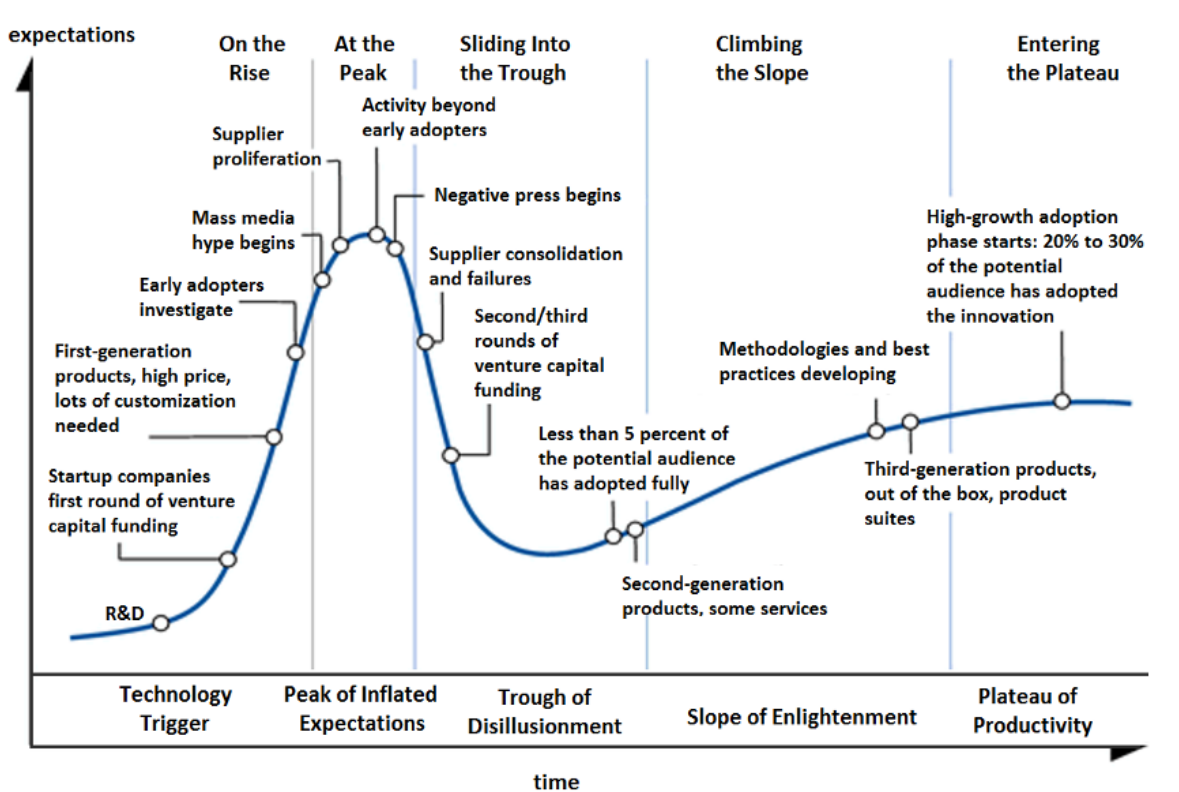 expectations
On the
Rise
At the
Peak
Sliding Into
the Trough
Climbing
the Slope
Entering
the Plateau
Activity beyond
early adopters
Supplier
proliferation
Negative press begins
Mass media
hype begins
High-growth adoption
phase starts: 20% to 30%
of the potential
audience has adopted
the innovation
Supplier consolidation
and failures
Early adopters
investigate
Second/third
rounds of
venture capital
funding
First-generation
products, high price,
lots of customization
needed
Methodologies and best
practices developing
Less than 5 percent of
the potential audience
has adopted fully
Startup companies
first round of venture
capital funding
Third-generation products,
out of the box, product
suites
Second-generation
products, some services
R&D
Technology
Trigger
Peak of Inflated
Expectations
Trough of
Disillusionment
Slope of Enlightenment
Plateau of
Productivity
time